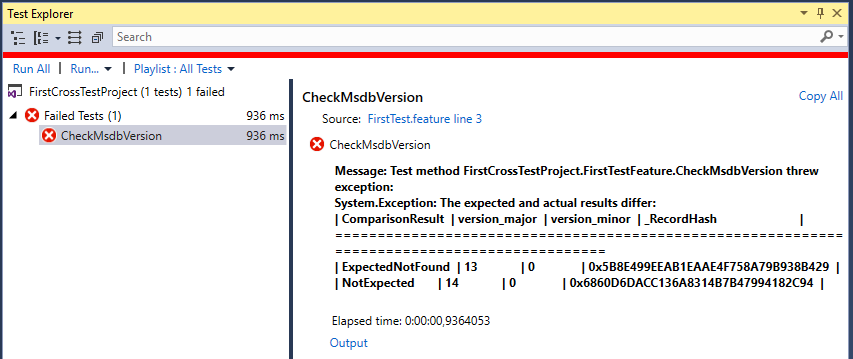 Test Explorer
Search
Run All | Run... | Playlist : All Tests
FirstCrossTestProject (1 tests) 1 failed
Failed Tests (1) 936 ms
CheckMsdbVersion 936 ms
CheckMsdbVersion
Copy All
Source: FirstTest.feature line 3
CheckMsdbVersion
Message: Test method FirstCrossTestProject.FirstTestFeature.CheckMsdbVersion threw
exception:
System.Exception: The expected and actual results differ:
| ComparisonResult | version_major | version_minor | _RecordHash |
===============================================================
=================================
| ExpectedNotFound | 13 | 0 | 0x5B8E499EEAB1EAAE4F758A79B938B429 |
| NotExpected | 14 | 0 | 0x6860D6DACC136A8314B7B47994182C94 |
Elapsed time: 0:00:00,9364053
Output